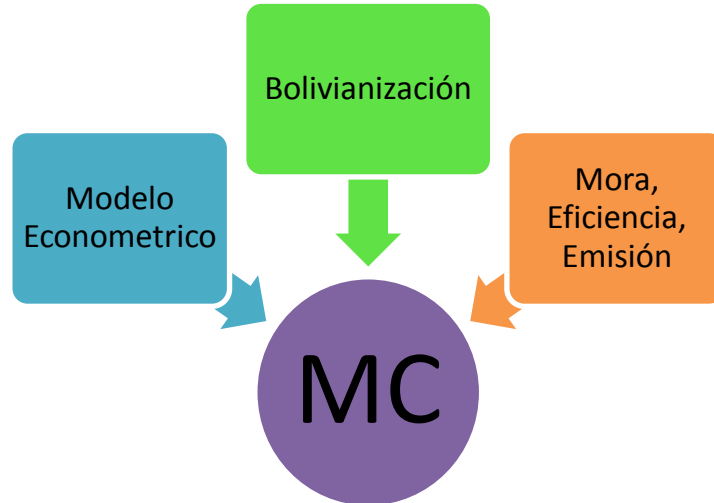 Bolivianización
Modelo
Econometrico
Mora,
Eficiencia,
Emisión
MC